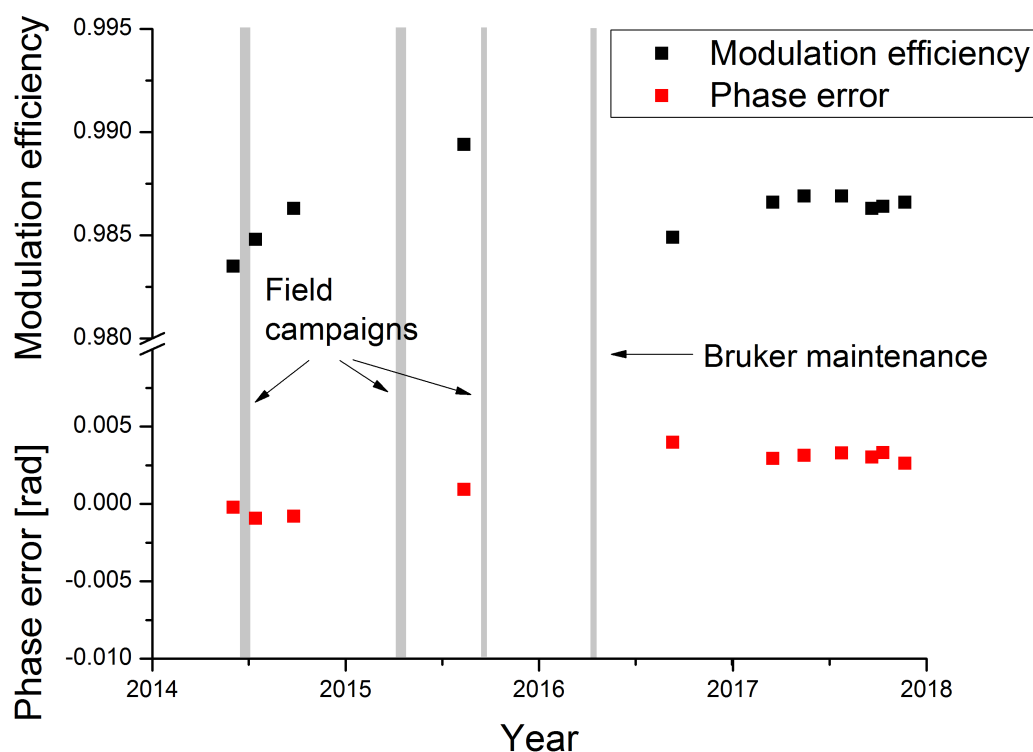 0.995
0.990
0.985
0.980
Modulation efficiency
Modulation efficiency
Phase error
Field
campaigns
Bruker maintenance
0.005
0.000
-0.005
-0.010
Phase error [rad]
2014
2015
2016
2017
2018
Year